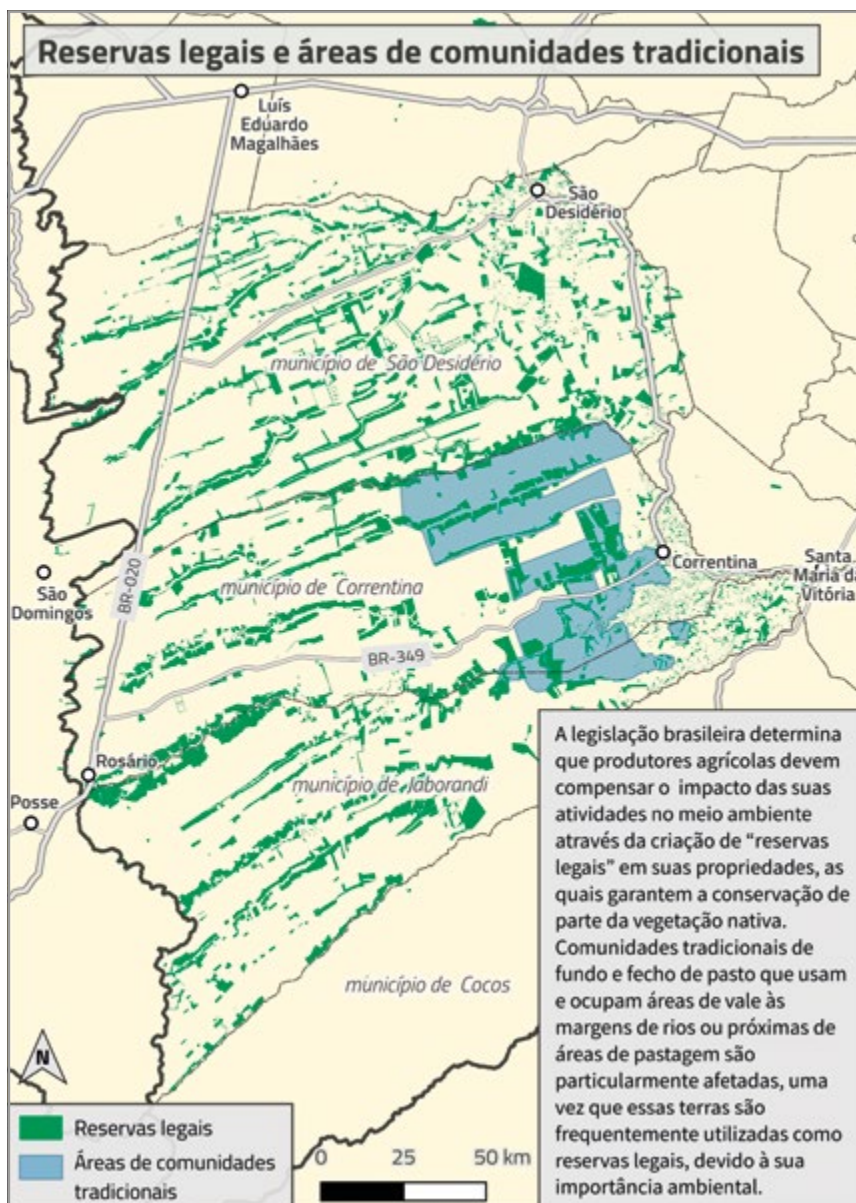 Reservas legais e áreas de comunidades tradicionais
Luís
Eduardo
Magalhães
São
Desidério
município de São Desidério
BR-020
São
Domingos
município de Correntina
Correntina
Santa
Maria da
Vitória
BR-349
Rosário
Posse
município de Jaborandi
município de Cocos
A legislação brasileira determina
que produtores agrícolas devem
compensar o impacto das suas
atividades no meio ambiente
através da criação de “reservas
legais” em suas propriedades, as
quais garantem a conservação de
parte da vegetação nativa.
Comunidades tradicionais de
fundo e fecho de pasto que usam
e ocupam áreas de vale às
margens de rios ou próximas de
áreas de pastagem são
particularmente afetadas, uma
vez que essas terras são
frequentemente utilizadas como
reservas legais, devido à sua
importância ambiental.
N
Reservas legais
Áreas de comunidades
tradicionais
0 25 50 km